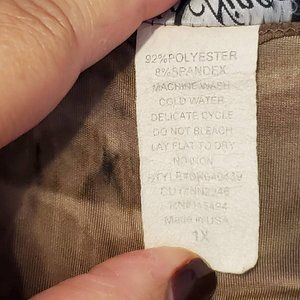 92%POLYESTER
8%SPANDEX
MACHINE WASH
COLD WATER
DELICATE CYCLE
DO NOT BLEACH
LAY FLAT TO DRY
NO IRON
Made in USA
1X